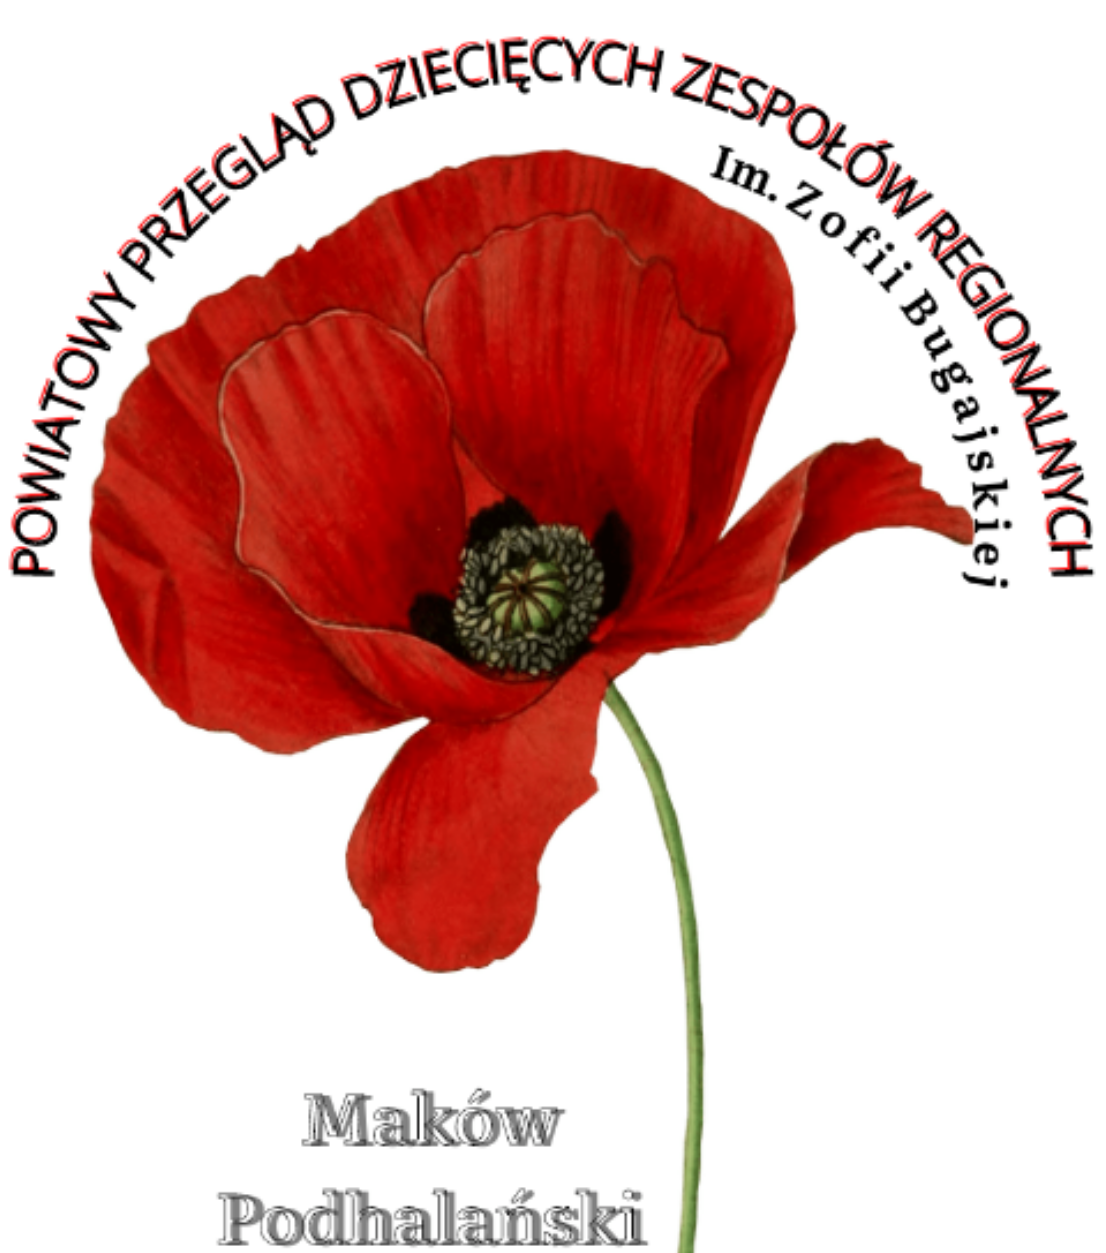 POWIATOWY PRZEGLĄD DZIECIĘCYCH ZESPOŁÓW REGIONALNYCH
Im. Zofii Bugajskiej
Maków
Podhalański